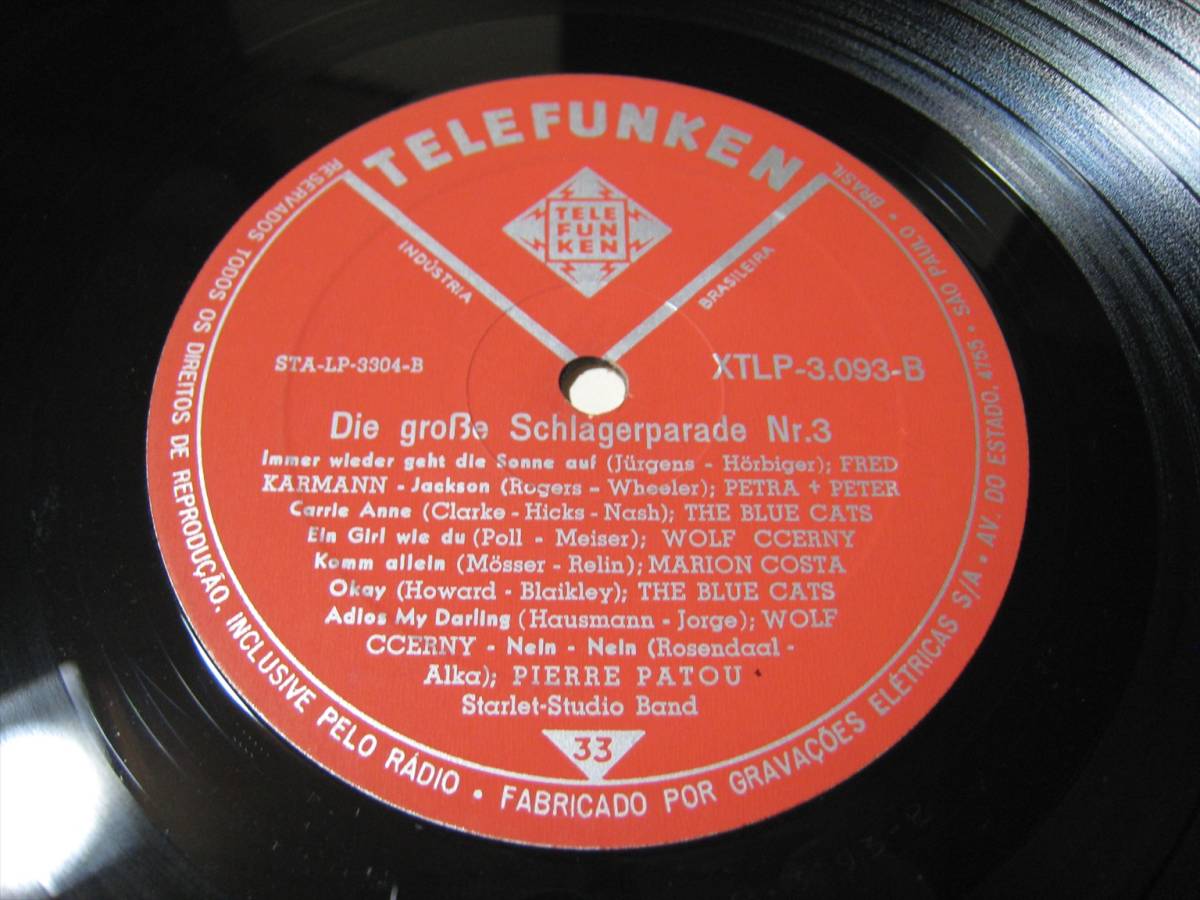 TELEFUNKEN
TELE
FUN
KEN
INDÚSTRIA
BRASILEIRA
STA-LP-3304-B
XTLP-3.093-B
Die große Schlagerparade Nr.3
Immer wieder geht die Sonne auf (Jürgens - Hörbiger); FRED
KARMANN - Jackson (Rogers - Wheeler); PETRA + PETER
Carrie Anne (Clarke - Hicks - Nash); THE BLUE CATS
Ein Girl wie du (Poll - Meiser); WOLF CCERNY
Komm allein (Mösser - Relin); MARION COSTA
Okay (Howard - Blaikley); THE BLUE CATS
Adios My Darling (Hausmann - Jorge); WOLF
CCERNY - Nein - Nein (Rosendaal -
Alka); PIERRE PATOU
Starlet-Studio Band
33
RESERVADOS TODOS OS DIREITOS DE REPRODUÇÃO, INCLUSIVE PELO RÁDIO • FABRICADO POR GRAVAÇÕES ELÉTRICAS S/A • AV. DO ESTADO, 4755 • SÃO PAULO • BRASIL